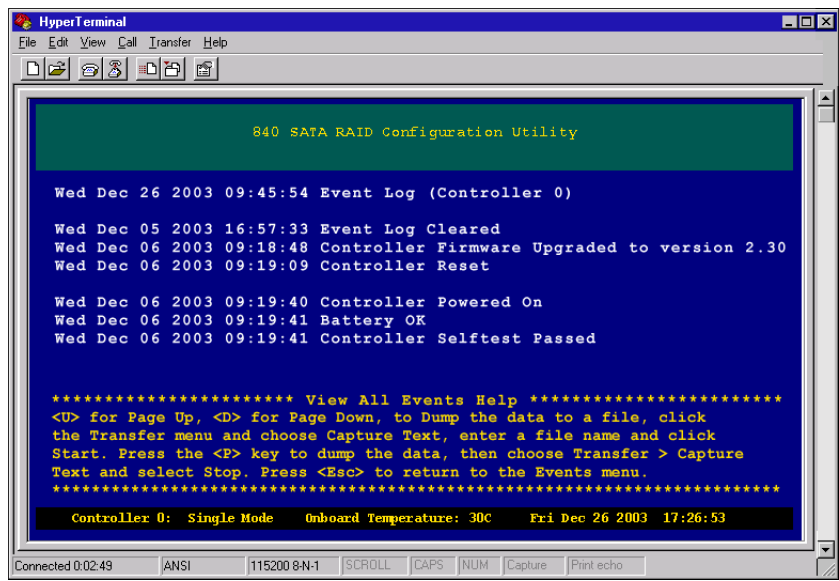 HyperTerminal
File Edit View Call Transfer Help
840 SATA RAID Configuration Utility
Wed Dec 26 2003 09:45:54 Event Log (Controller 0)
Wed Dec 05 2003 16:57:33 Event Log Cleared
Wed Dec 06 2003 09:18:48 Controller Firmware Upgraded to version 2.30
Wed Dec 06 2003 09:19:09 Controller Reset
Wed Dec 06 2003 09:19:40 Controller Powered On
Wed Dec 06 2003 09:19:41 Battery OK
Wed Dec 06 2003 09:19:41 Controller Selftest Passed
*********************** View All Events Help ************************
<U> for Page Up, <D> for Page Down, to Dump the data to a file, click
the Transfer menu and choose Capture Text, enter a file name and click
Start. Press the <P> key to dump the data, then choose Transfer > Capture
Text and select Stop. Press <Esc> to return to the Events menu.
*************************************************************************
Controller 0: Single Mode Onboard Temperature: 30C Fri Dec 26 2003 17:26:53
Connected 0:02:49 ANSI 115200 8-N-1 SCROLL CAPS NUM Capture Print echo